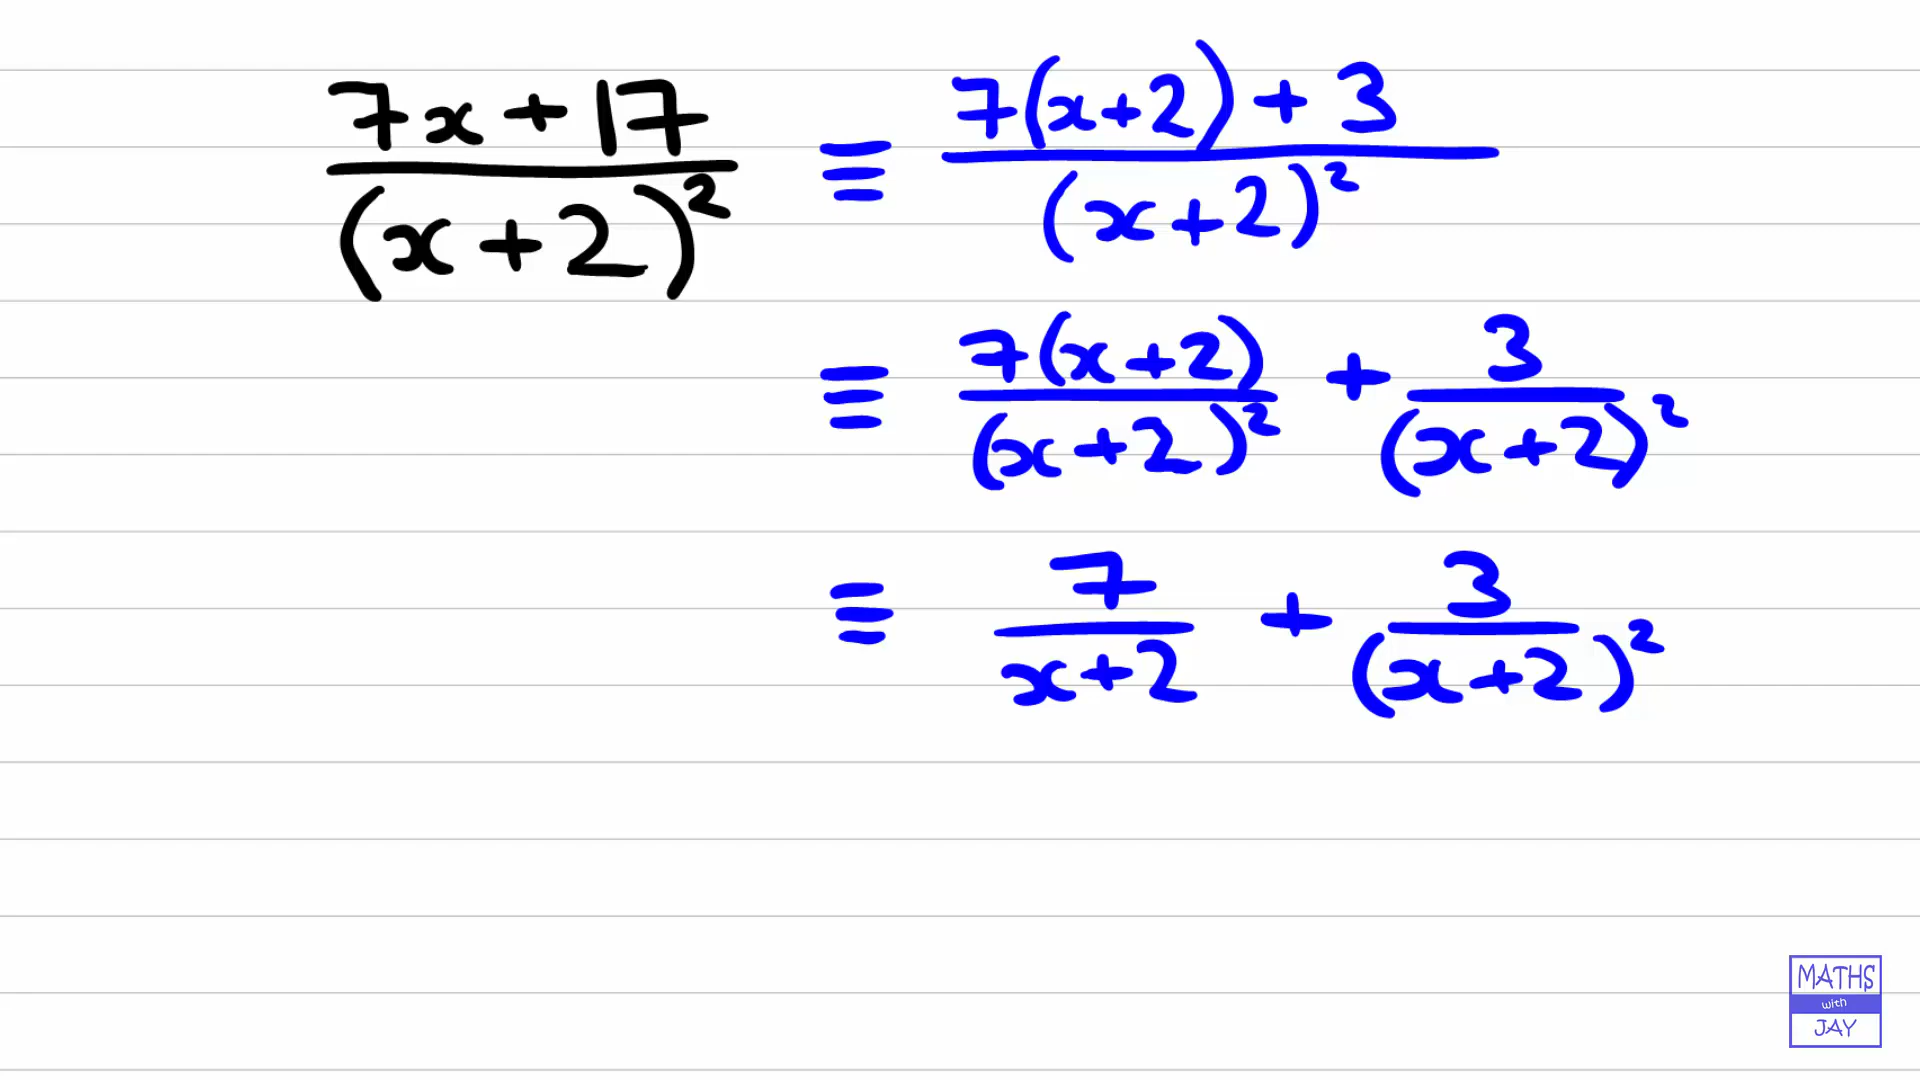 (7x + 17)/(x + 2)² ≡ (7(x+2) + 3)/(x+2)²
≡ 7(x+2)/(x+2)² + 3/(x+2)²
≡ 7/(x+2) + 3/(x+2)²
MATHS
with
JAY